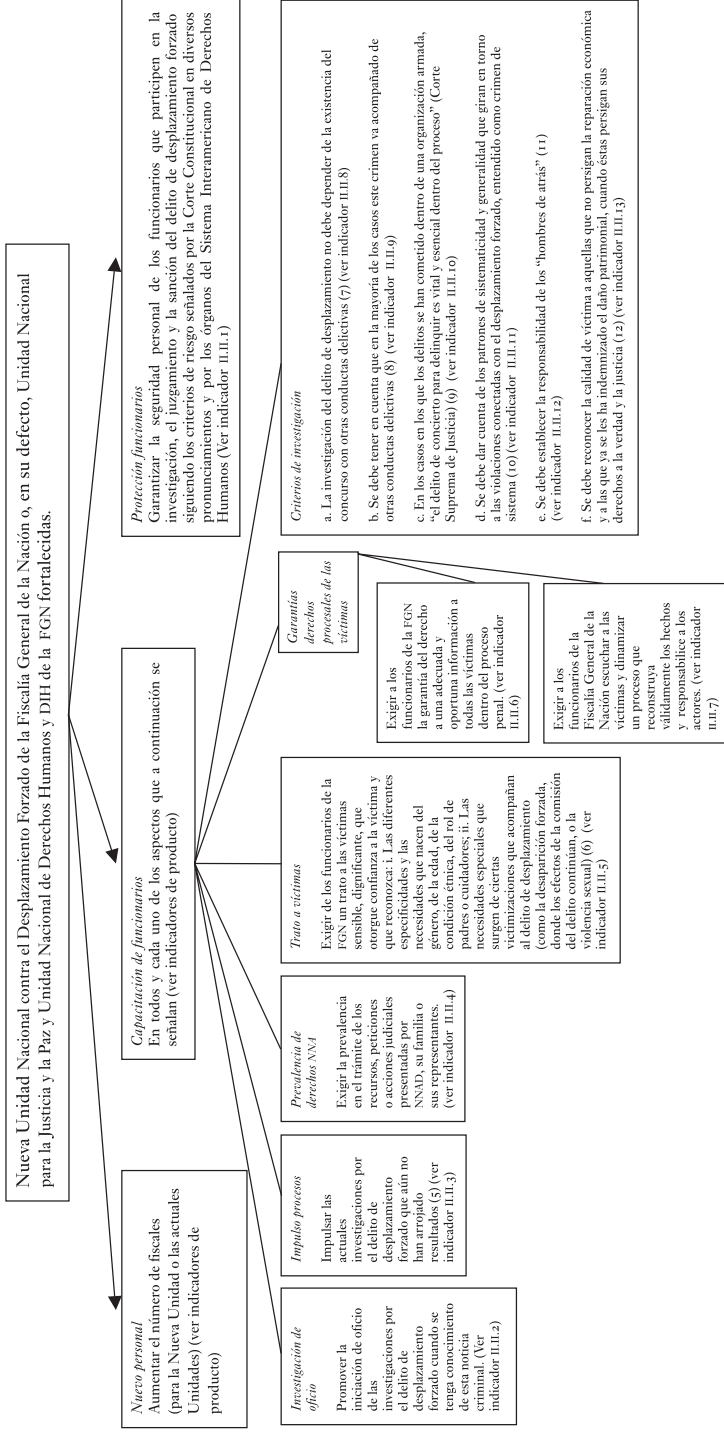 Nueva Unidad Nacional contra el Desplazamiento Forzado de la Fiscalía General de la Nación o, en su defecto, Unidad Nacional
para la Justicia y la Paz y Unidad Nacional de Derechos Humanos y DIH de la FGN fortalecidas.
Nuevo personal
Aumentar el número de fiscales
(para la Nueva Unidad o las actuales
Unidades) (ver indicadores de
producto)
Capacitación de funcionarios
En todos y cada uno de los aspectos que a continuación se
señalan (ver indicadores de producto)
Protección funcionarios
Garantizar la seguridad personal de los funcionarios que participen en la
investigación, el juzgamiento y la sanción del delito de desplazamiento forzado
siguiendo los criterios de riesgo señalados por la Corte Constitucional en diversos
pronunciamientos y por los órganos del Sistema Interamericano de Derechos
Humanos (Ver indicador II.II.1)
Investigación de
oficio
Promover la
iniciación de oficio
de las
investigaciones por
el delito de
desplazamiento
forzado cuando se
tenga conocimiento
de esta noticia
criminal. (Ver
indicador II.II.2)
Impulso procesos
Impulsar las
actuales
investigaciones por
el delito de
desplazamiento
forzado que aún no
han arrojado
resultados (5) (ver
indicador II.II.3)
Prevalencia de
derechos NNA
Exigir la prevalencia
en el trámite de los
recursos, peticiones
o acciones judiciales
presentadas por
NNAD, su familia o
sus representantes.
(ver indicador II.II.4)
Trato a víctimas
Exigir de los funcionarios de la
FGN un trato a las víctimas
sensible, dignificante, que
otorgue confianza a la víctima y
que reconozca: i. Las diferentes
especificidades y las
necesidades que nacen del
género, de la edad, de la
condición étnica, del rol de
padres o cuidadores; ii. Las
necesidades especiales que
surgen de ciertas
victimizaciones que acompañan
al delito de desplazamiento
(como la desaparición forzada,
donde los efectos de la comisión
del delito continúan, o la
violencia sexual) (6) (ver
indicador II.II.5)
Garantías
derechos
procesales de las
víctimas
Exigir a los
funcionarios de la FGN
la garantía del derecho
a una adecuada y
oportuna información a
todas las víctimas
dentro del proceso
penal. (ver indicador
II.II.6)
Exigir a los
funcionarios de la
Fiscalía General de la
Nación escuchar a las
víctimas y dinamizar
un proceso que
reconstruya
válidamente los hechos
y responsabilice a los
actores. (ver indicador
II.II.7)
Criterios de investigación
a. La investigación del delito de desplazamiento no debe depender de la existencia del
concurso con otras conductas delictivas (7) (ver indicador II.II.8)
b. Se debe tener en cuenta que en la mayoría de los casos este crimen va acompañado de
otras conductas delictivas (8) (ver indicador II.II.9)
c. En los casos en los que los delitos se han cometido dentro de una organización armada,
“el delito de concierto para delinquir es vital y esencial dentro del proceso” (Corte
Suprema de Justicia) (9) (ver indicador II.II.10)
d. Se debe dar cuenta de los patrones de sistematicidad y generalidad que giran en torno
a las violaciones conectadas con el desplazamiento forzado, entendido como crimen de
sistema (10) (ver indicador II.II.11)
e. Se debe establecer la responsabilidad de los “hombres de atrás” (11)
(ver indicador II.II.12)
f. Se debe reconocer la calidad de víctima a aquellas que no persigan la reparación económica
y a las que ya se les ha indemnizado el daño patrimonial, cuando éstas persigan sus
derechos a la verdad y la justicia (12) (ver indicador II.II.13)